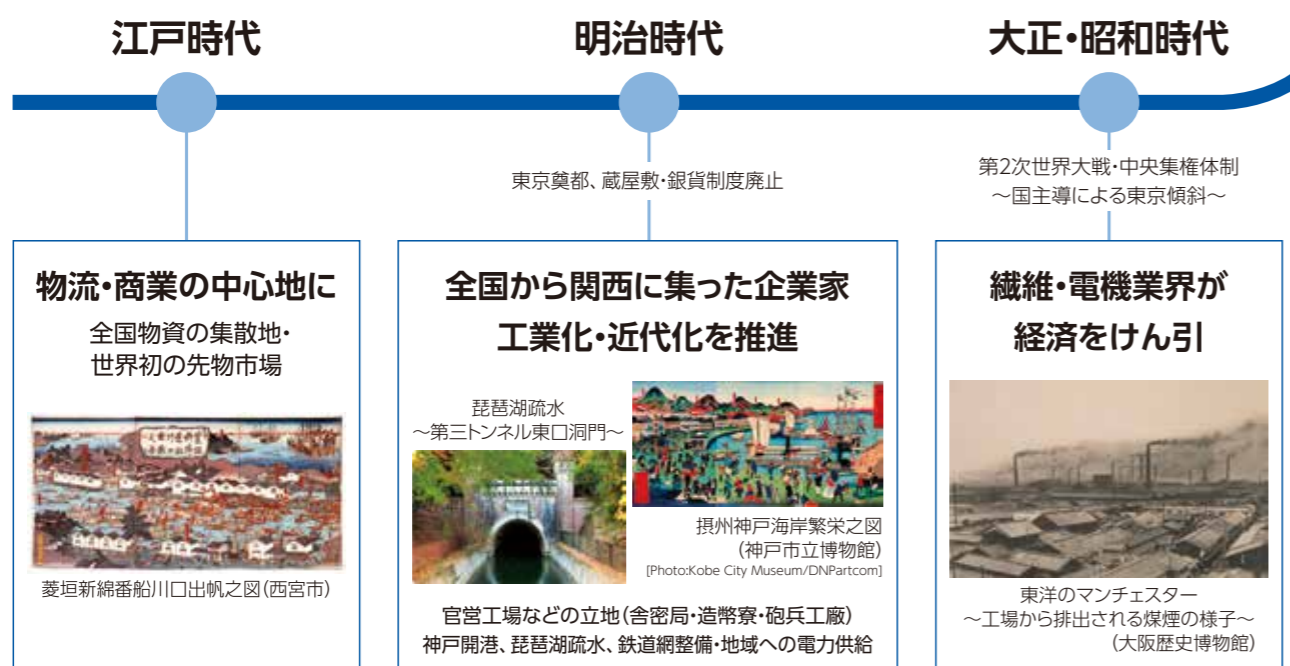 江戸時代
明治時代
大正・昭和時代
東京奠都、蔵屋敷・銀貨制度廃止
第2次世界大戦・中央集権体制
～国主導による東京傾斜～
物流・商業の中心地に
全国物資の集散地・
世界初の先物市場
菱垣新綿番船川口出帆之図(西宮市)
全国から関西に集った企業家
工業化・近代化を推進
琵琶湖疏水
～第三トンネル東口洞門～
摂州神戸海岸繁栄之図
(神戸市立博物館)
[Photo:Kobe City Museum/DNPartcom]
官営工場などの立地(舎密局・造幣寮・砲兵工廠)
神戸開港、琵琶湖疏水、鉄道網整備・地域への電力供給
繊維・電機業界が
経済をけん引
東洋のマンチェスター
～工場から排出される煤煙の様子～
(大阪歴史博物館)